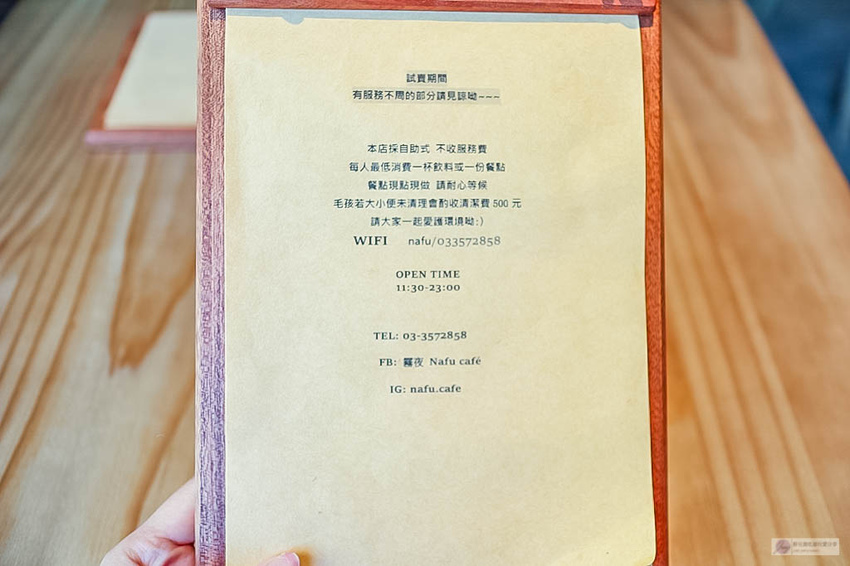 試賣期間
有服務不周的部分請見諒呦~~~
本店採自助式 不收服務費
每人最低消費一杯飲料或一份餐點
餐點現點現做 請耐心等候
毛孩若大小便未清理會酌收清潔費 500 元
請大家一起愛護環境呦:)
WIFI nafu/033572858
OPEN TIME
11:30-23:00
TEL: 03-3572858
FB: 霧夜 Nafu café
IG: nafu.cafe